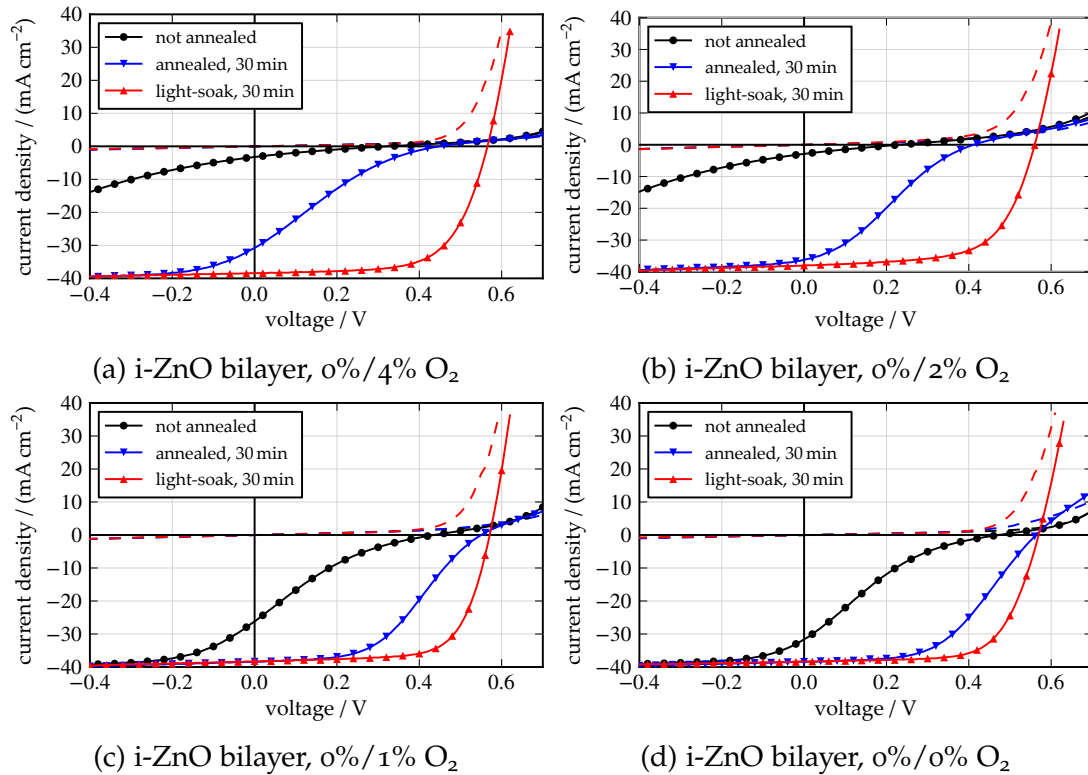 40
30
20
10
0
−10
−20
−30
−40
current density / (mA cm⁻²)
not annealed
annealed, 30 min
light-soak, 30 min
−0.4 −0.2 0.0 0.2 0.4 0.6
voltage / V
(a) i-ZnO bilayer, 0%/4% O₂
40
30
20
10
0
−10
−20
−30
−40
current density / (mA cm⁻²)
not annealed
annealed, 30 min
light-soak, 30 min
−0.4 −0.2 0.0 0.2 0.4 0.6
voltage / V
(b) i-ZnO bilayer, 0%/2% O₂
40
30
20
10
0
−10
−20
−30
−40
current density / (mA cm⁻²)
not annealed
annealed, 30 min
light-soak, 30 min
−0.4 −0.2 0.0 0.2 0.4 0.6
voltage / V
(c) i-ZnO bilayer, 0%/1% O₂
40
30
20
10
0
−10
−20
−30
−40
current density / (mA cm⁻²)
not annealed
annealed, 30 min
light-soak, 30 min
−0.4 −0.2 0.0 0.2 0.4 0.6
voltage / V
(d) i-ZnO bilayer, 0%/0% O₂